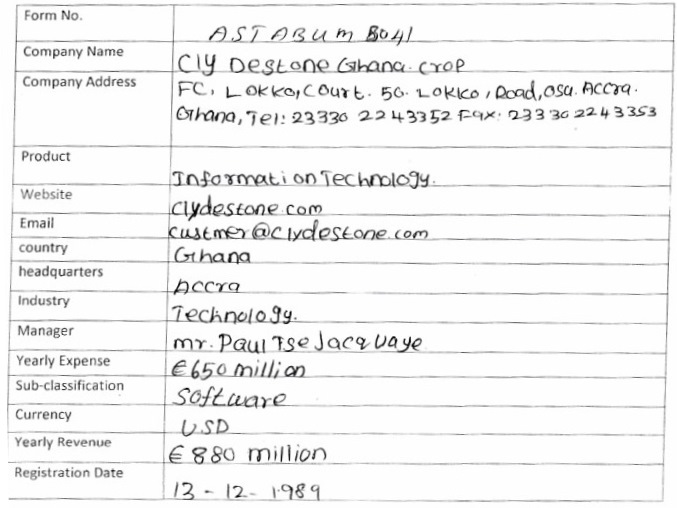 Form No. ASTABUM BO41
Company Name Cly Destone Ghana. crop
Company Address FC, Lokko, Court. 50. Lokko, Road, osu. Accra.
Ghana, Tel: 23330 2243352 Fax: 23330 2243353
Product Information Technology.
Website Clydestone.com
Email custmer@clydestone.com
country Ghana
headquarters Accra
Industry Technology.
Manager mr. Paul Tse Jacquaye
Yearly Expense €650 million
Sub-classification Software
Currency USD
Yearly Revenue €880 million
Registration Date 13-12-1989